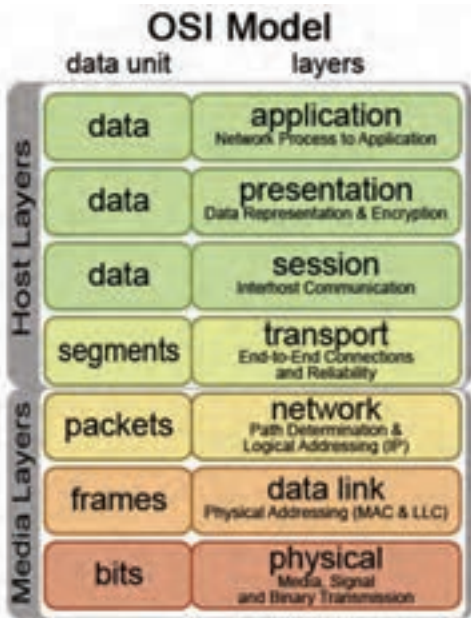 OSI Model
data unit layers
Host Layers
data application
Network Process to Application
data presentation
Data Representation & Encryption
data session
Interhost Communication
segments transport
End-to-End Connections
and Reliability
Media Layers
packets network
Path Determination &
Logical Addressing (IP)
frames data link
Physical Addressing (MAC & LLC)
bits physical
Media, Signal
and Binary Transmission